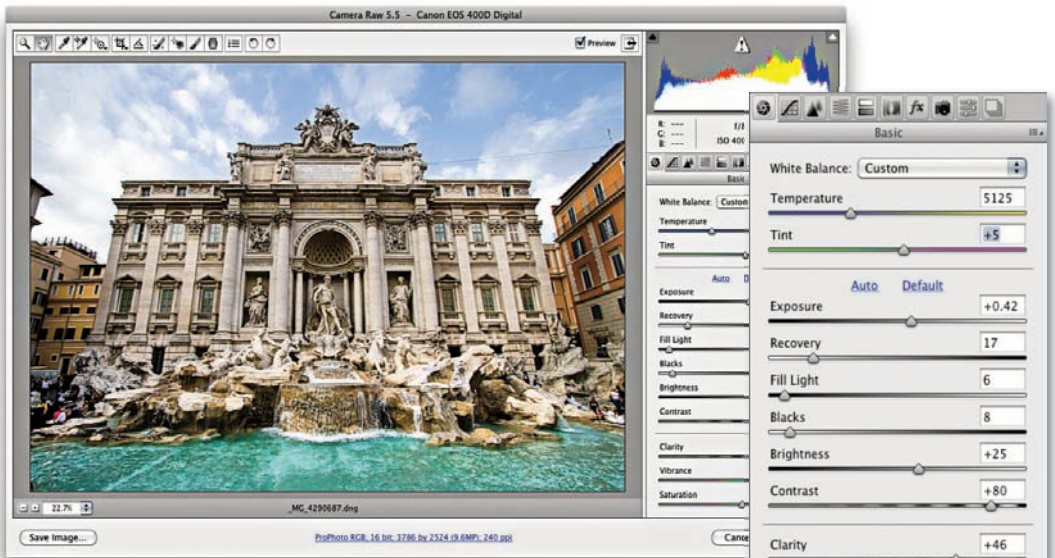 Camera Raw 5.5 – Canon EOS 400D Digital
Preview
R: ---
G: ---
B: ---
f/8
ISO 400
Basic
White Balance: Custom
Temperature
Tint
Auto
Exposure
Recovery
Fill Light
Blacks
Brightness
Contrast
Clarity
Vibrance
Saturation
22.7%
_MG_4290687.dng
Save Image...
ProPhoto RGB; 16 bit; 3786 by 2524 (9.6MP); 240 ppi
fx
Basic
White Balance: Custom
Temperature 5125
Tint +5
Auto Default
Exposure +0.42
Recovery 17
Fill Light 6
Blacks 8
Brightness +25
Contrast +80
Clarity +46